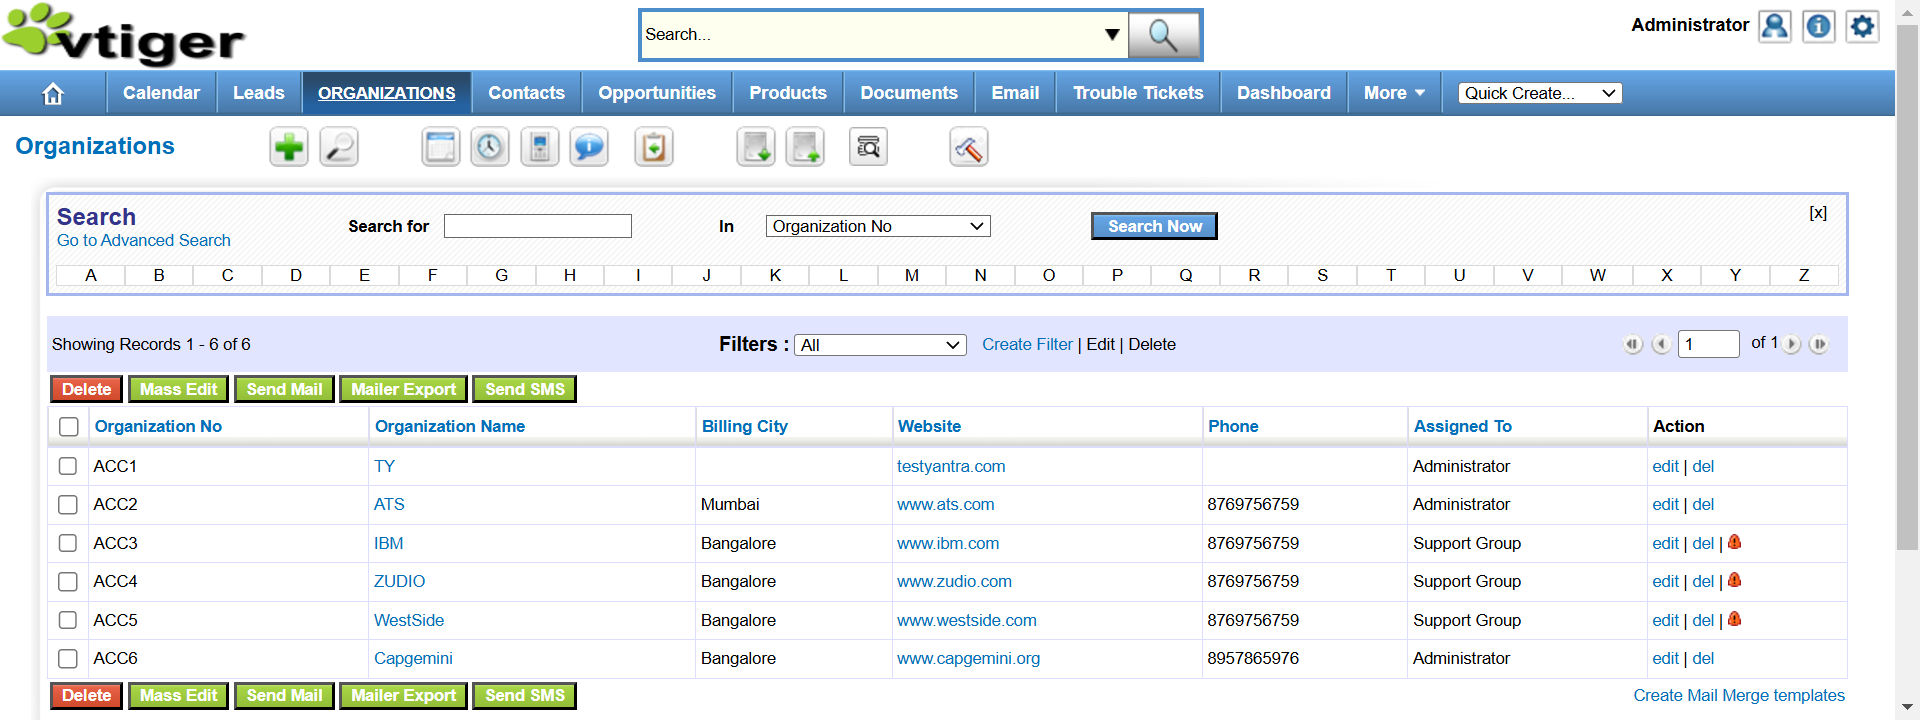 vtiger
Search...
Administrator
Calendar Leads ORGANIZATIONS Contacts Opportunities Products Documents Email Trouble Tickets Dashboard More Quick Create...
Organizations
Search
Go to Advanced Search
Search for In Organization No Search Now [x]
A B C D E F G H I J K L M N O P Q R S T U V W X Y Z
Showing Records 1 - 6 of 6 Filters : All Create Filter | Edit | Delete 1 of 1
Delete Mass Edit Send Mail Mailer Export Send SMS
Organization No Organization Name Billing City Website Phone Assigned To Action
ACC1 TY testyantra.com Administrator edit | del
ACC2 ATS Mumbai www.ats.com 8769756759 Administrator edit | del
ACC3 IBM Bangalore www.ibm.com 8769756759 Support Group edit | del |
ACC4 ZUDIO Bangalore www.zudio.com 8769756759 Support Group edit | del |
ACC5 WestSide Bangalore www.westside.com 8769756759 Support Group edit | del |
ACC6 Capgemini Bangalore www.capgemini.org 8957865976 Administrator edit | del
Delete Mass Edit Send Mail Mailer Export Send SMS Create Mail Merge templates